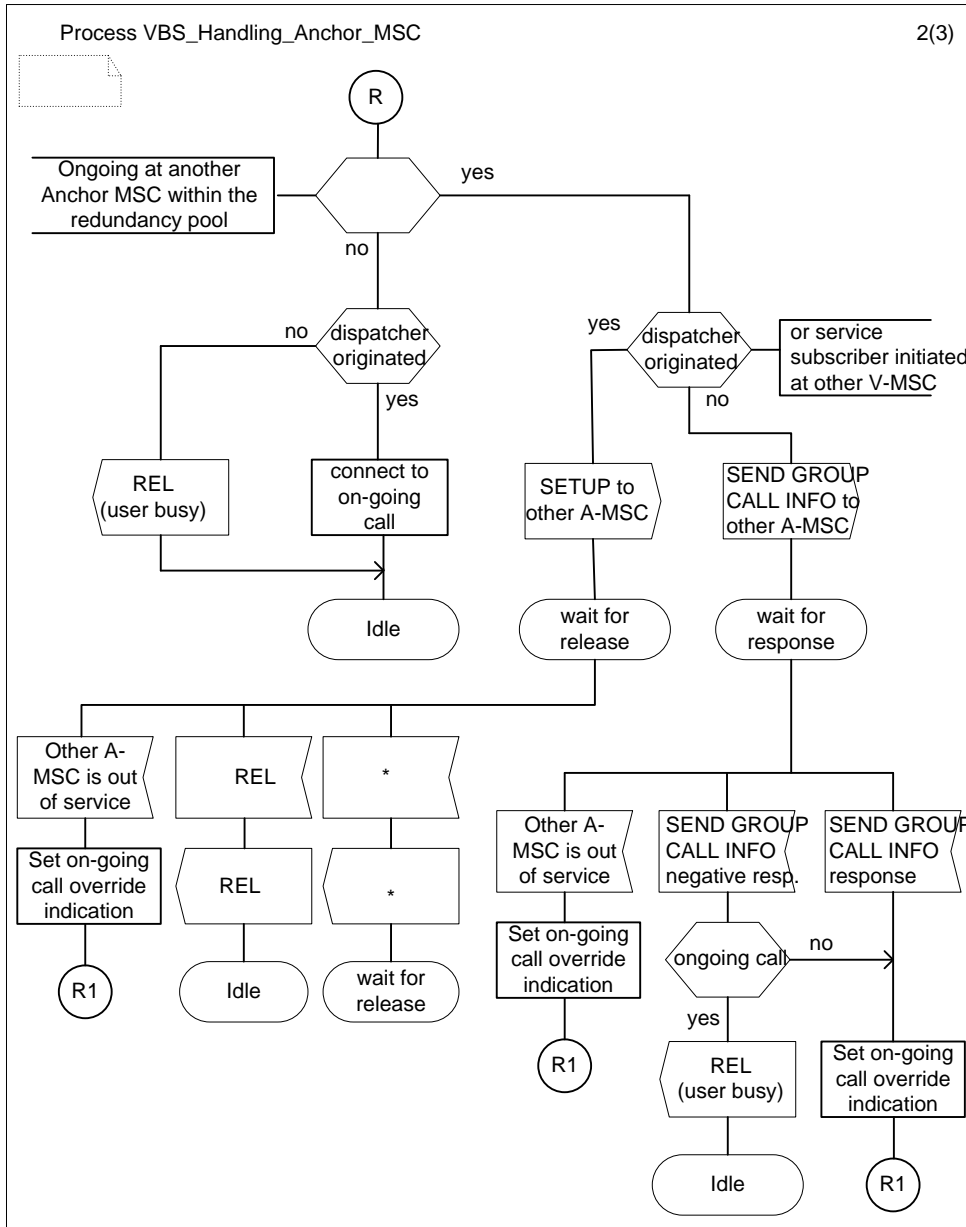 Process VBS_Handling_Anchor_MSC
2(3)
R
Ongoing at another
Anchor MSC within the
redundancy pool
yes
no
no
dispatcher
originated
yes
yes
dispatcher
originated
no
or service
subscriber initiated
at other V-MSC
REL
(user busy)
connect to
on-going
call
SETUP to
other A-MSC
SEND GROUP
CALL INFO to
other A-MSC
Idle
wait for
release
wait for
response
Other A-
MSC is out
of service
REL
*
Set on-going
call override
indication
REL
*
R1
Idle
wait for
release
Other A-
MSC is out
of service
SEND GROUP
CALL INFO
negative resp.
SEND GROUP
CALL INFO
response
Set on-going
call override
indication
ongoing call
no
yes
R1
REL
(user busy)
Set on-going
call override
indication
Idle
R1